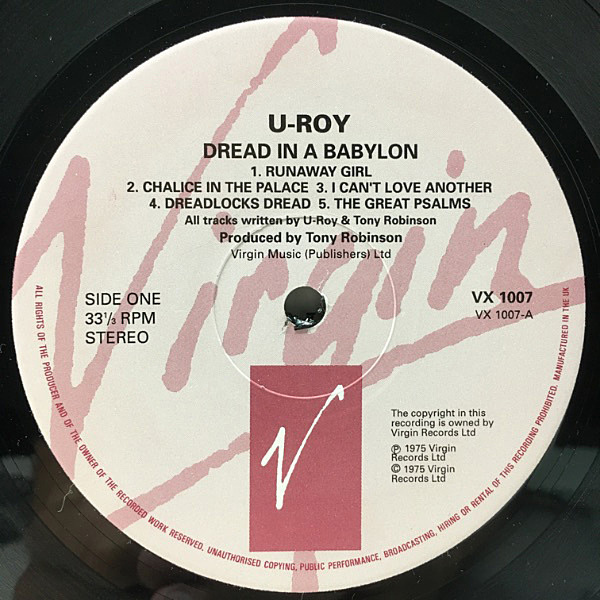 Virgin
U-ROY
DREAD IN A BABYLON
1. RUNAWAY GIRL
2. CHALICE IN THE PALACE 3. I CAN'T LOVE ANOTHER
4. DREADLOCKS DREAD 5. THE GREAT PSALMS
All tracks written by U-Roy & Tony Robinson
Produced by Tony Robinson
Virgin Music (Publishers) Ltd
SIDE ONE
33⅓ RPM
STEREO
VX 1007
VX 1007-A
The copyright in this
recording is owned by
Virgin Records Ltd
℗ 1975 Virgin
Records Ltd
© 1975 Virgin
Records Ltd
V
ALL RIGHTS OF THE PRODUCER AND OF THE OWNER OF THE RECORDED WORK RESERVED. UNAUTHORISED COPYING, PUBLIC PERFORMANCE, BROADCASTING, HIRING OR RENTAL OF THIS RECORDING PROHIBITED. MANUFACTURED IN THE UK